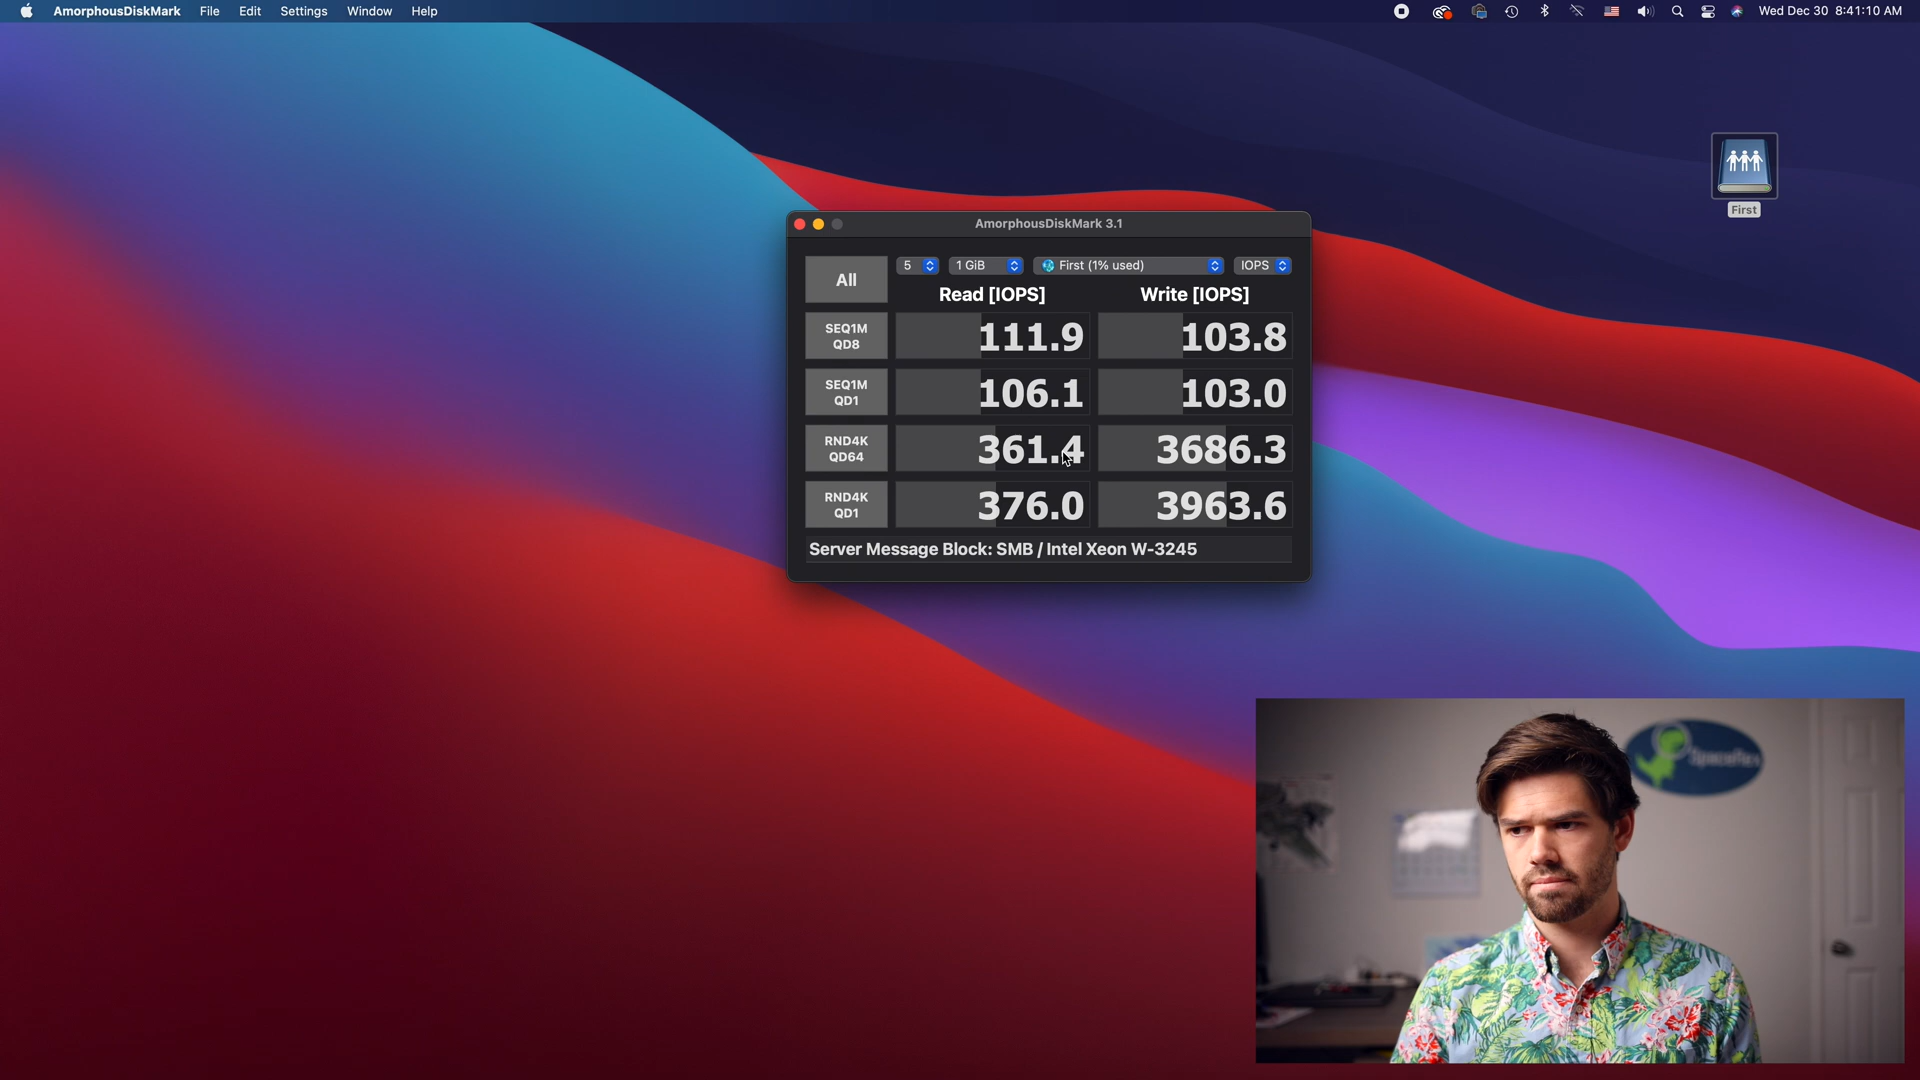 AmorphousDiskMark File Edit Settings Window Help
Wed Dec 30 8:41:10 AM
First
AmorphousDiskMark 3.1
All
5 1 GiB First (1% used) IOPS
Read [IOPS] Write [IOPS]
SEQ1M
QD8
111.9 103.8
SEQ1M
QD1
106.1 103.0
RND4K
QD64
361.4 3686.3
RND4K
QD1
376.0 3963.6
Server Message Block: SMB / Intel Xeon W-3245
SpaceRex